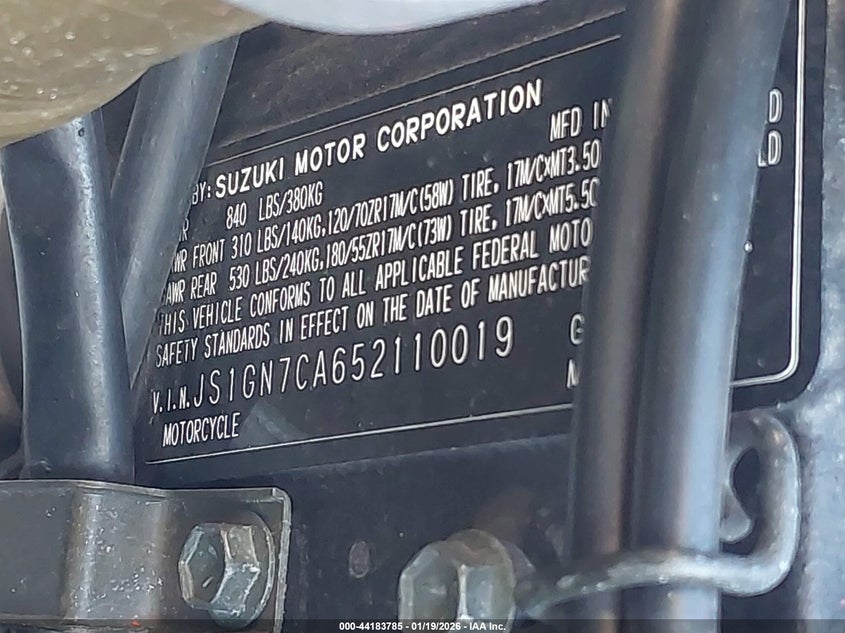 BY: SUZUKI MOTOR CORPORATION
MFD IN
840 LBS/380KG
FRONT 310 LBS/140KG,120/70ZR17M/C(58W) TIRE, 17M/CXMT3.50
REAR 530 LBS/240KG,180/55ZR17M/C(73W) TIRE, 17M/CXMT5.50
THIS VEHICLE CONFORMS TO ALL APPLICABLE FEDERAL MOTO
SAFETY STANDARDS IN EFFECT ON THE DATE OF MANUFACTUR
V.I.N. JS1GN7CA652110019
MOTORCYCLE
000-44183785 - 01/19/2026 - IAA Inc.